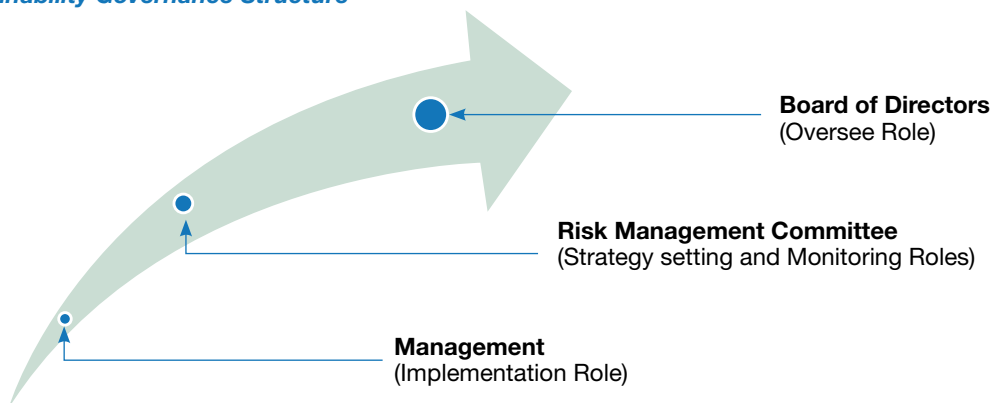 Governance Structure
Board of Directors
(Oversee Role)
Risk Management Committee
(Strategy setting and Monitoring Roles)
Management
(Implementation Role)